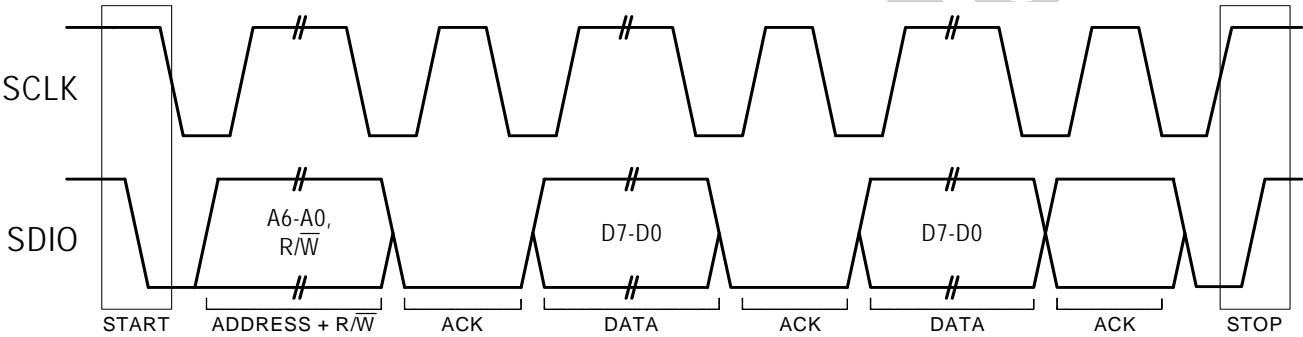 SCLK
SDIO
A6-A0,
R/W̅
D7-D0
D7-D0
START
ADDRESS + R/W̅
ACK
DATA
ACK
DATA
ACK
STOP